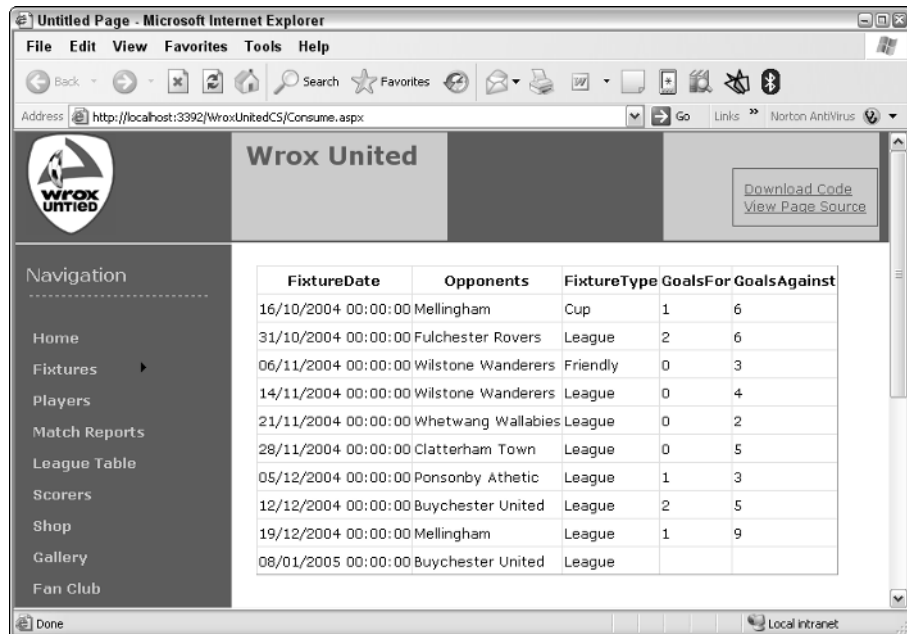 Untitled Page - Microsoft Internet Explorer
File Edit View Favorites Tools Help
Back Search Favorites
Address http://localhost:3392/WroxUnitedCS/Consume.aspx Go Links » Norton AntiVirus
wrox
UNTIED
Wrox United
Download Code
View Page Source
Navigation
Home
Fixtures
Players
Match Reports
League Table
Scorers
Shop
Gallery
Fan Club
FixtureDate Opponents FixtureType GoalsFor GoalsAgainst
16/10/2004 00:00:00 Mellingham Cup 1 6
31/10/2004 00:00:00 Fulchester Rovers League 2 6
06/11/2004 00:00:00 Wilstone Wanderers Friendly 0 3
14/11/2004 00:00:00 Wilstone Wanderers League 0 4
21/11/2004 00:00:00 Whetwang Wallabies League 0 2
28/11/2004 00:00:00 Clatterham Town League 0 5
05/12/2004 00:00:00 Ponsonby Athetic League 1 3
12/12/2004 00:00:00 Buychester United League 2 5
19/12/2004 00:00:00 Mellingham League 1 9
08/01/2005 00:00:00 Buychester United League
Done Local intranet